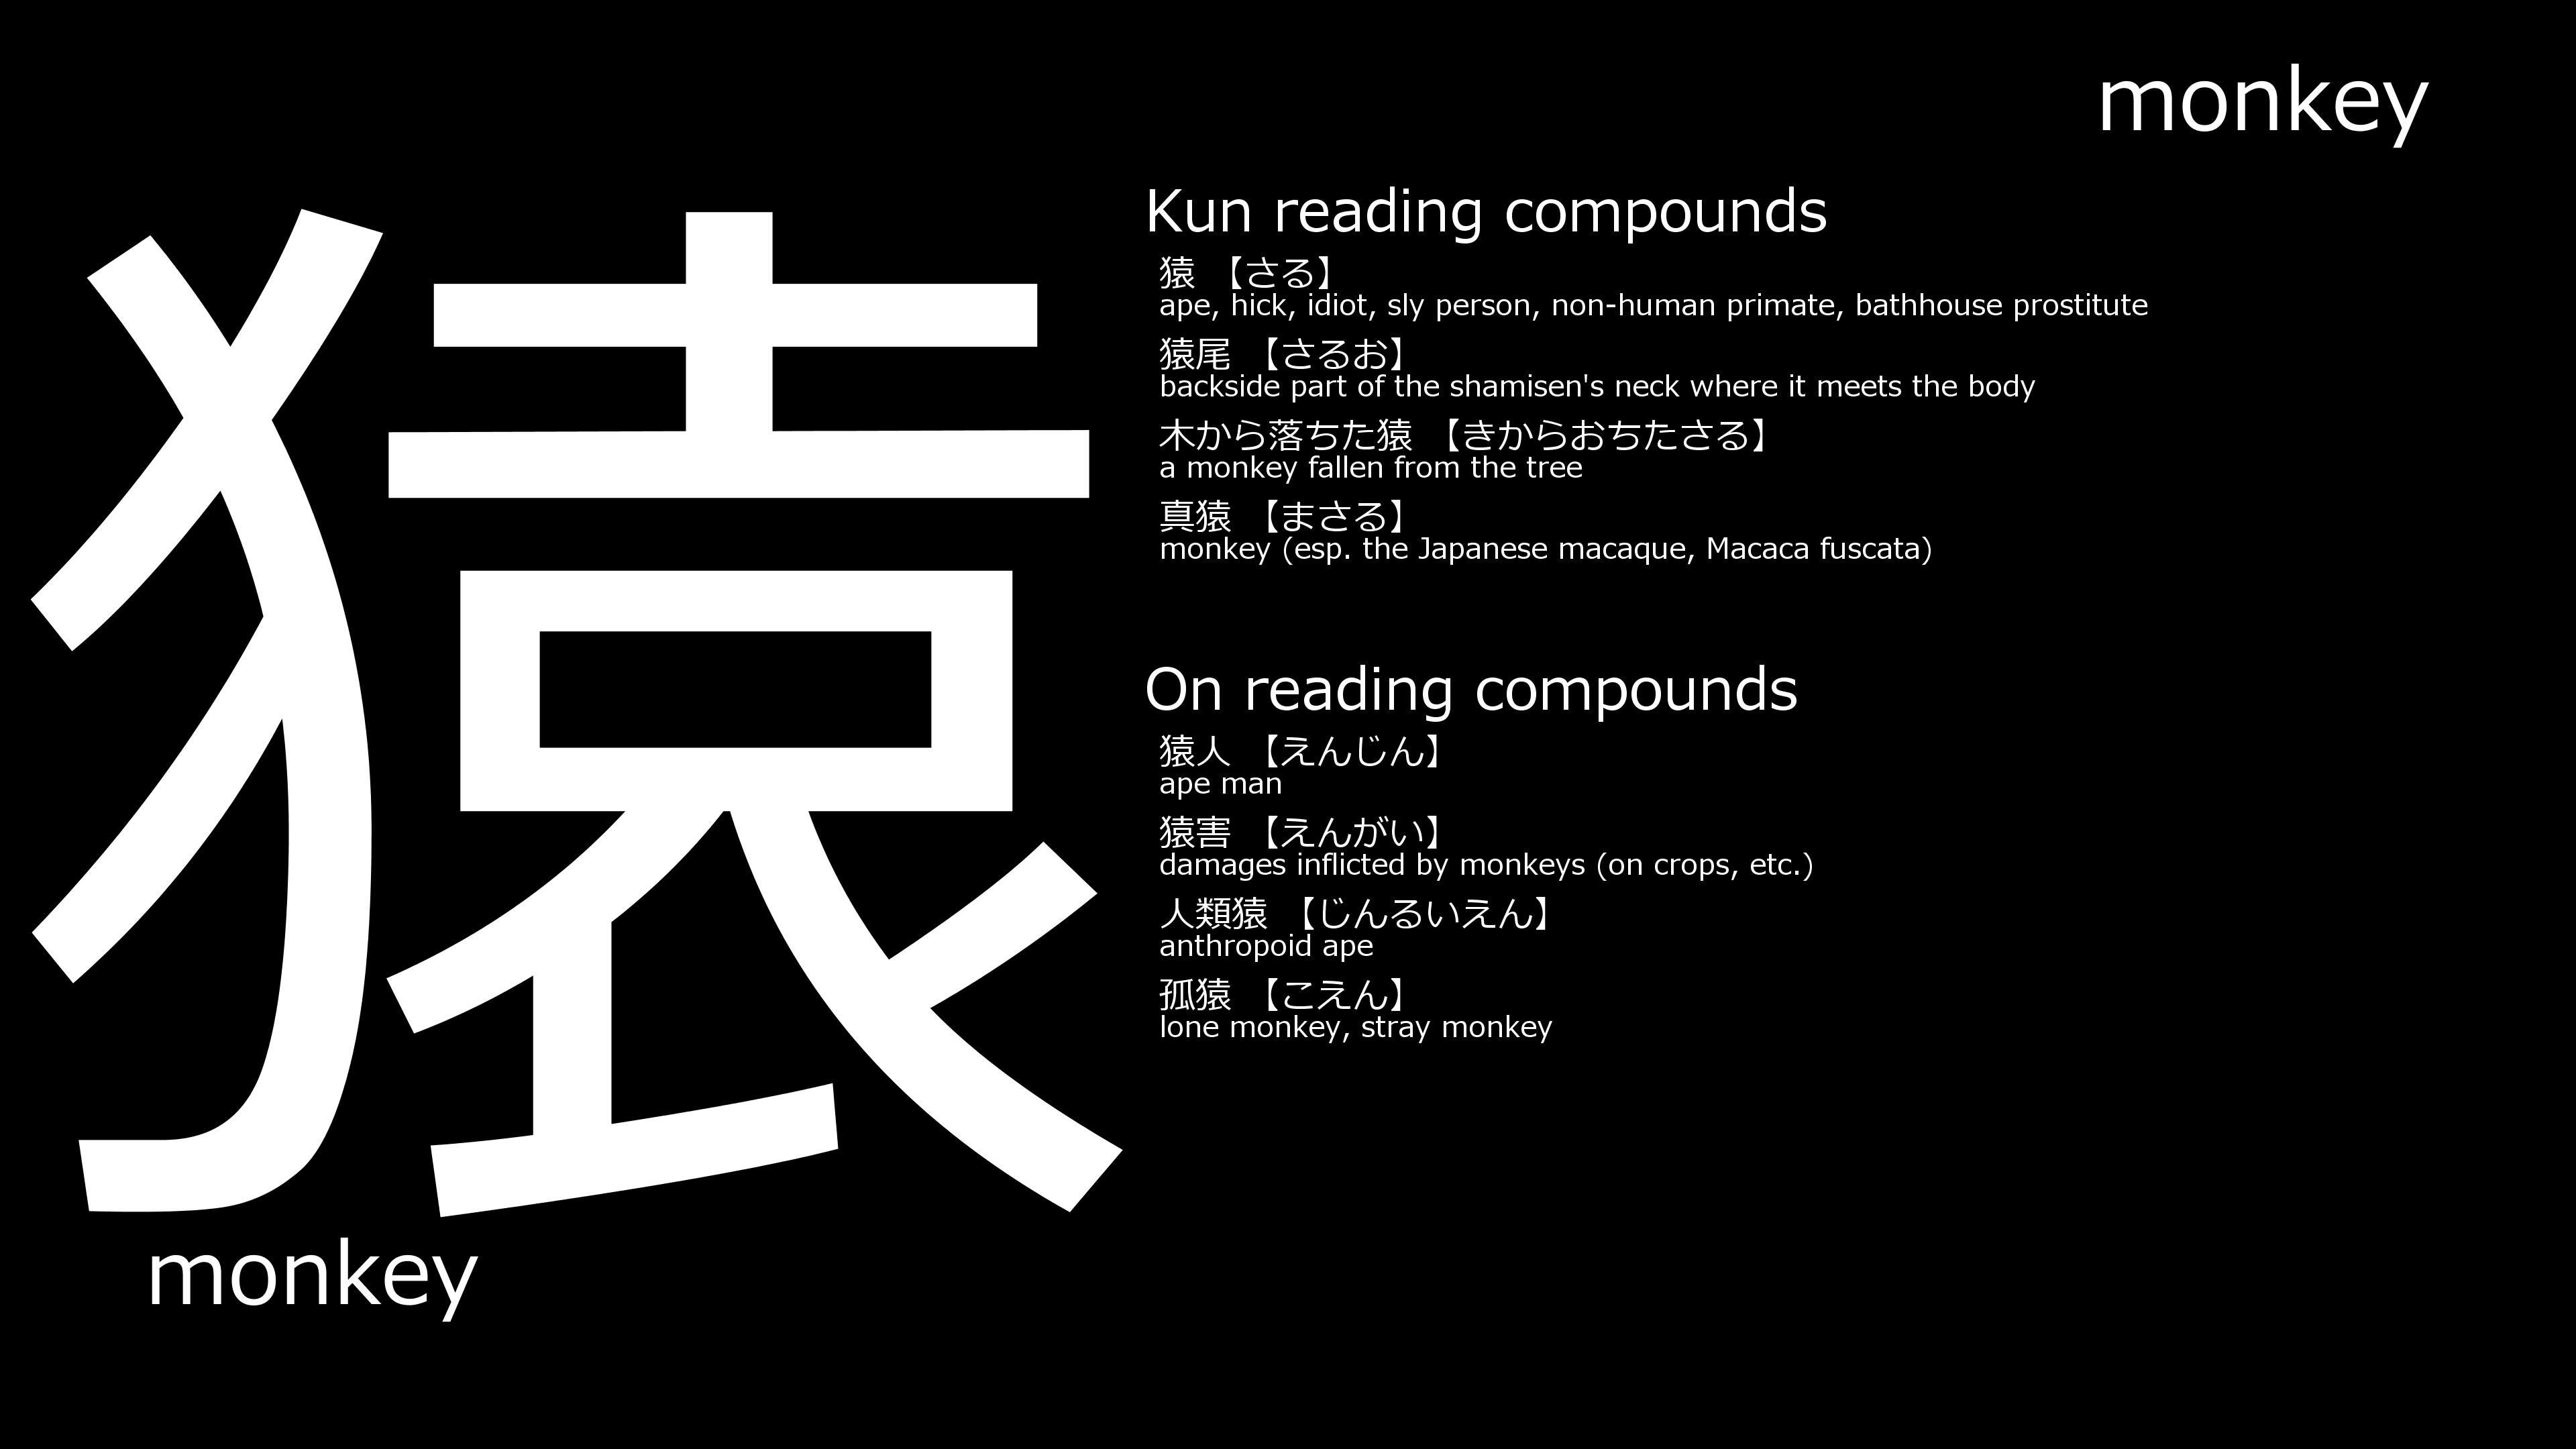 monkey
猿
monkey
Kun reading compounds
猿 【さる】
ape, hick, idiot, sly person, non-human primate, bathhouse prostitute
猿尾 【さるお】
backside part of the shamisen's neck where it meets the body
木から落ちた猿 【きからおちたさる】
a monkey fallen from the tree
真猿 【まさる】
monkey (esp. the Japanese macaque, Macaca fuscata)
On reading compounds
猿人 【えんじん】
ape man
猿害 【えんがい】
damages inflicted by monkeys (on crops, etc.)
人類猿 【じんるいえん】
anthropoid ape
孤猿 【こえん】
lone monkey, stray monkey